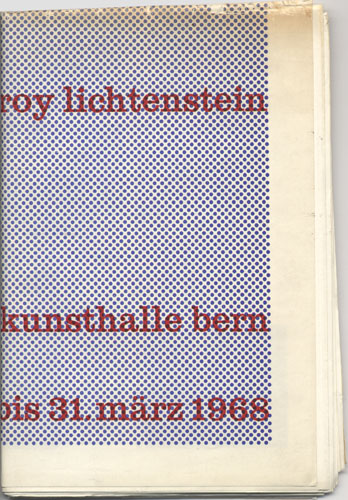 roy lichtenstein
kunsthalle bern
bis 31. märz 1968